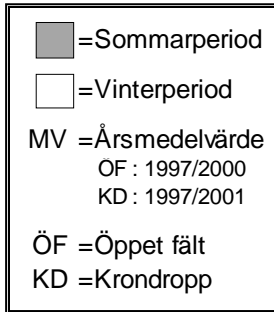 =Sommarperiod
=Vinterperiod
MV =Årsmedelvärde
ÖF : 1997/2000
KD : 1997/2001
ÖF =Öppet fält
KD =Krondropp